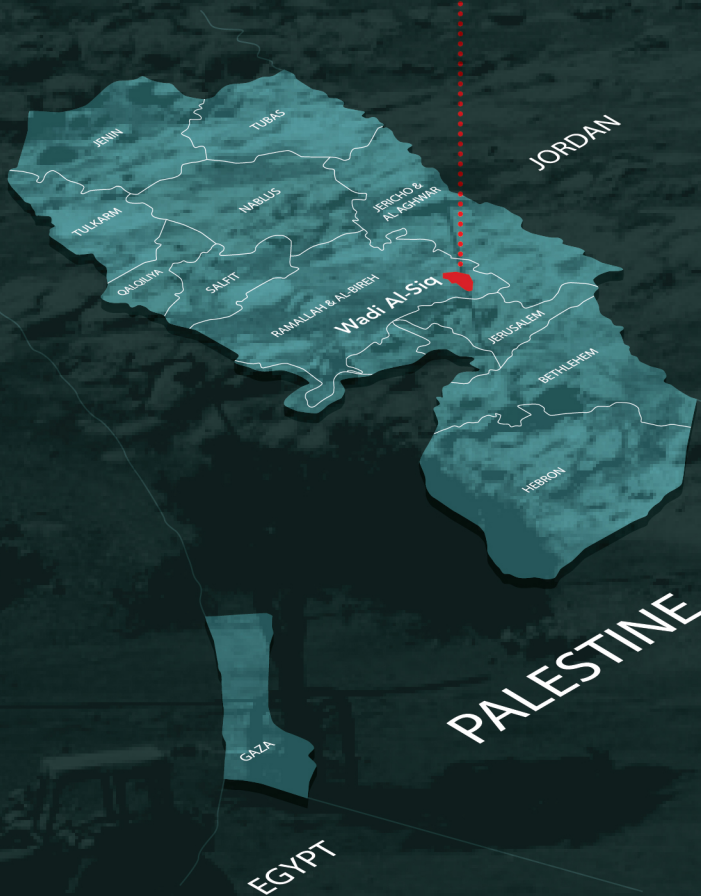 JORDAN
TUBAS
JENIN
JERICHO &
AL AGHWAR
NABLUS
TULKARM
QALQILIYA
SALFIT
RAMALLAH & AL-BIREH
Wadi Al-Siq
JERUSALEM
BETHLEHEM
HEBRON
PALESTINE
GAZA
EGYPT